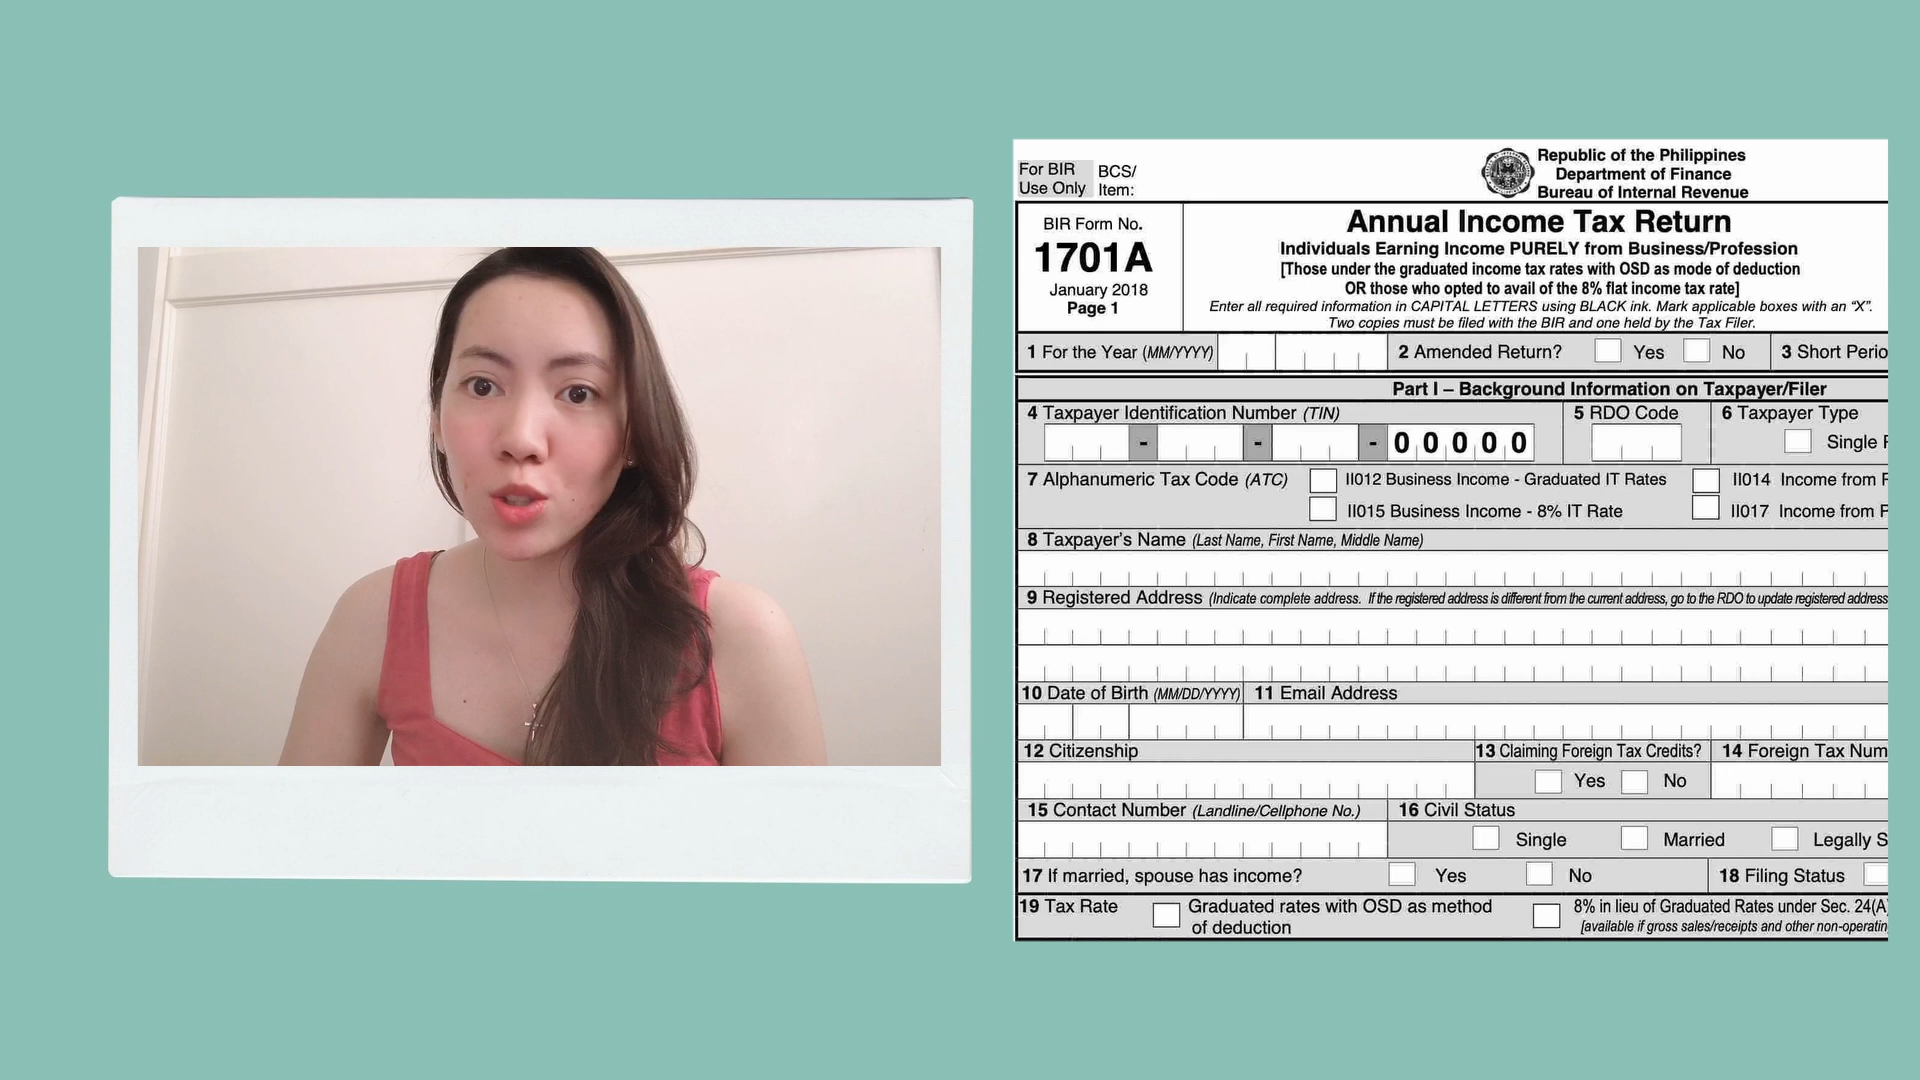 For BIR
Use Only
BCS/
Item:
Republic of the Philippines
Department of Finance
Bureau of Internal Revenue
BIR Form No.
1701A
January 2018
Page 1
Annual Income Tax Return
Individuals Earning Income PURELY from Business/Profession
[Those under the graduated income tax rates with OSD as mode of deduction
OR those who opted to avail of the 8% flat income tax rate]
Enter all required information in CAPITAL LETTERS using BLACK ink. Mark applicable boxes with an “X”.
Two copies must be filed with the BIR and one held by the Tax Filer.
1 For the Year (MM/YYYY)
2 Amended Return? Yes No
3 Short Perio
Part I – Background Information on Taxpayer/Filer
4 Taxpayer Identification Number (TIN)
- - - 0 0 0 0 0
5 RDO Code
6 Taxpayer Type
Single
7 Alphanumeric Tax Code (ATC)
II012 Business Income - Graduated IT Rates
II014 Income from
II015 Business Income - 8% IT Rate
II017 Income from
8 Taxpayer's Name (Last Name, First Name, Middle Name)
9 Registered Address (Indicate complete address. If the registered address is different from the current address, go to the RDO to update registered address
10 Date of Birth (MM/DD/YYYY)
11 Email Address
12 Citizenship
13 Claiming Foreign Tax Credits?
Yes No
14 Foreign Tax Num
15 Contact Number (Landline/Cellphone No.)
16 Civil Status
Single Married Legally S
17 If married, spouse has income? Yes No
18 Filing Status
19 Tax Rate
Graduated rates with OSD as method
of deduction
8% in lieu of Graduated Rates under Sec. 24(A)
[available if gross sales/receipts and other non-operatin